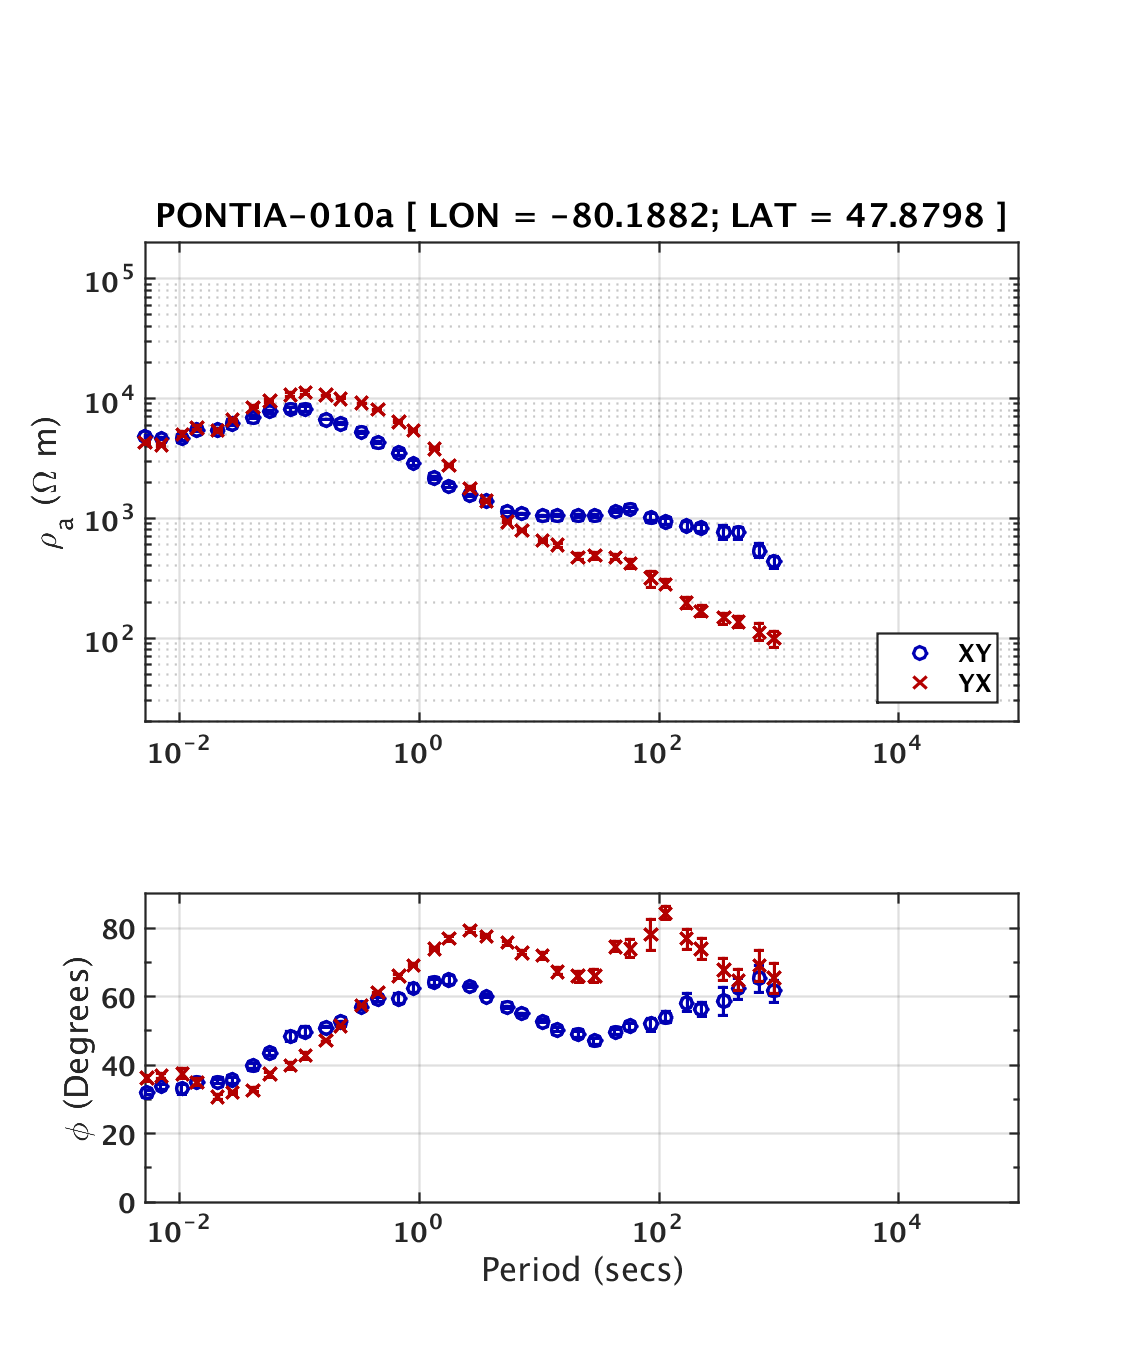 PONTIA-010a [ LON = -80.1882; LAT = 47.8798 ]
10^5
10^4
10^3
10^2
ρ_a (Ω m)
XY
YX
10^-2 10^0 10^2 10^4
80
60
40
20
0
ϕ (Degrees)
10^-2 10^0 10^2 10^4
Period (secs)